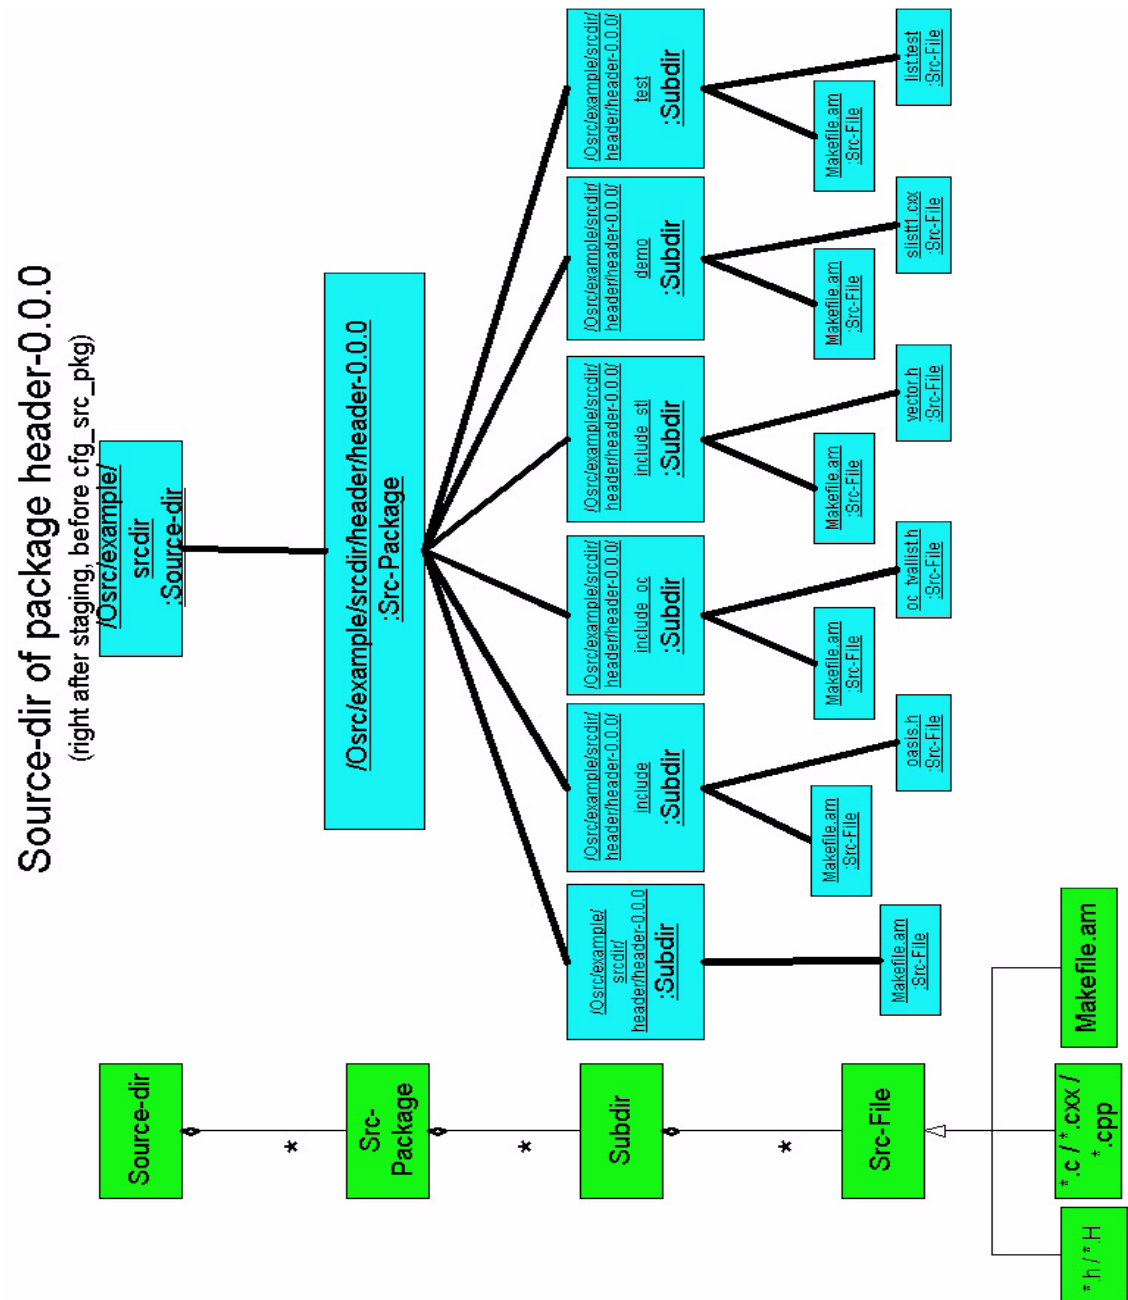 Source-dir of package header-0.0.0
(right after staging, before cfg_src_pkg)
Source-dir
*
Src-
Package
*
Subdir
*
Src-File
*.h / *.H
*.c / *.cxx /
*.cpp
Makefile.am
/Osrc/example/
srcdir
:Source-dir
/Osrc/example/srcdir/header/header-0.0.0
:Src-Package
/Osrc/example/
srcdir/
header/header-0.0.0
:Subdir
/Osrc/example/srcdir/
header/header-0.0.0/
include
:Subdir
/Osrc/example/srcdir/
header/header-0.0.0/
include_oc
:Subdir
/Osrc/example/srcdir/
header/header-0.0.0/
include_stl
:Subdir
/Osrc/example/srcdir/
header/header-0.0.0/
demo
:Subdir
/Osrc/example/srcdir/
header/header-0.0.0/
test
:Subdir
Makefile.am
:Src-File
Makefile.am
:Src-File
oasis.h
:Src-File
Makefile.am
:Src-File
oc_tvallist.h
:Src-File
Makefile.am
:Src-File
vector.h
:Src-File
Makefile.am
:Src-File
slistt1.cxx
:Src-File
Makefile.am
:Src-File
list.test
:Src-File